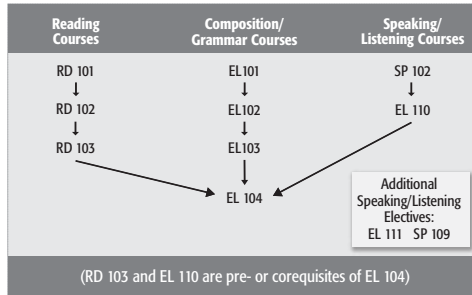 Reading
Courses
Composition/
Grammar Courses
Speaking/
Listening Courses
RD 101
EL101
SP 102
RD 102
EL102
EL 110
RD 103
EL103
EL 104
Additional
Speaking/Listening
Electives:
EL 111 SP 109
(RD 103 and EL 110 are pre- or corequisites of EL 104)